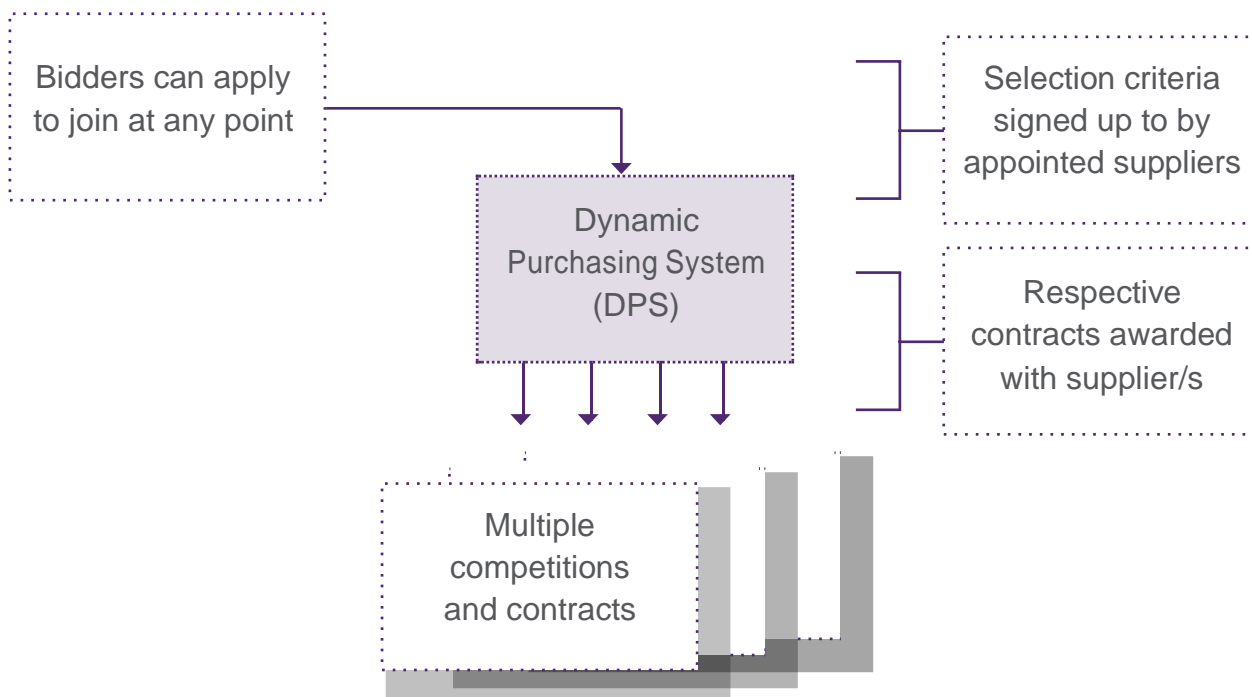 Bidders can apply
to join at any point
Selection criteria
signed up to by
appointed suppliers
Dynamic
Purchasing System
(DPS)
Respective
contracts awarded
with supplier/s
Multiple
competitions
and contracts